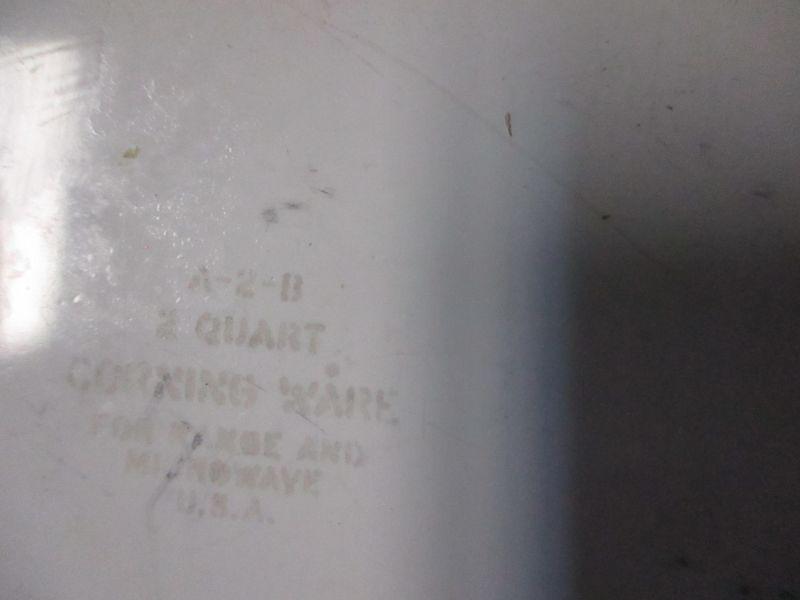 A-2-B
2 QUART
CORNING WARE
FOR RANGE AND
MICROWAVE
U.S.A.